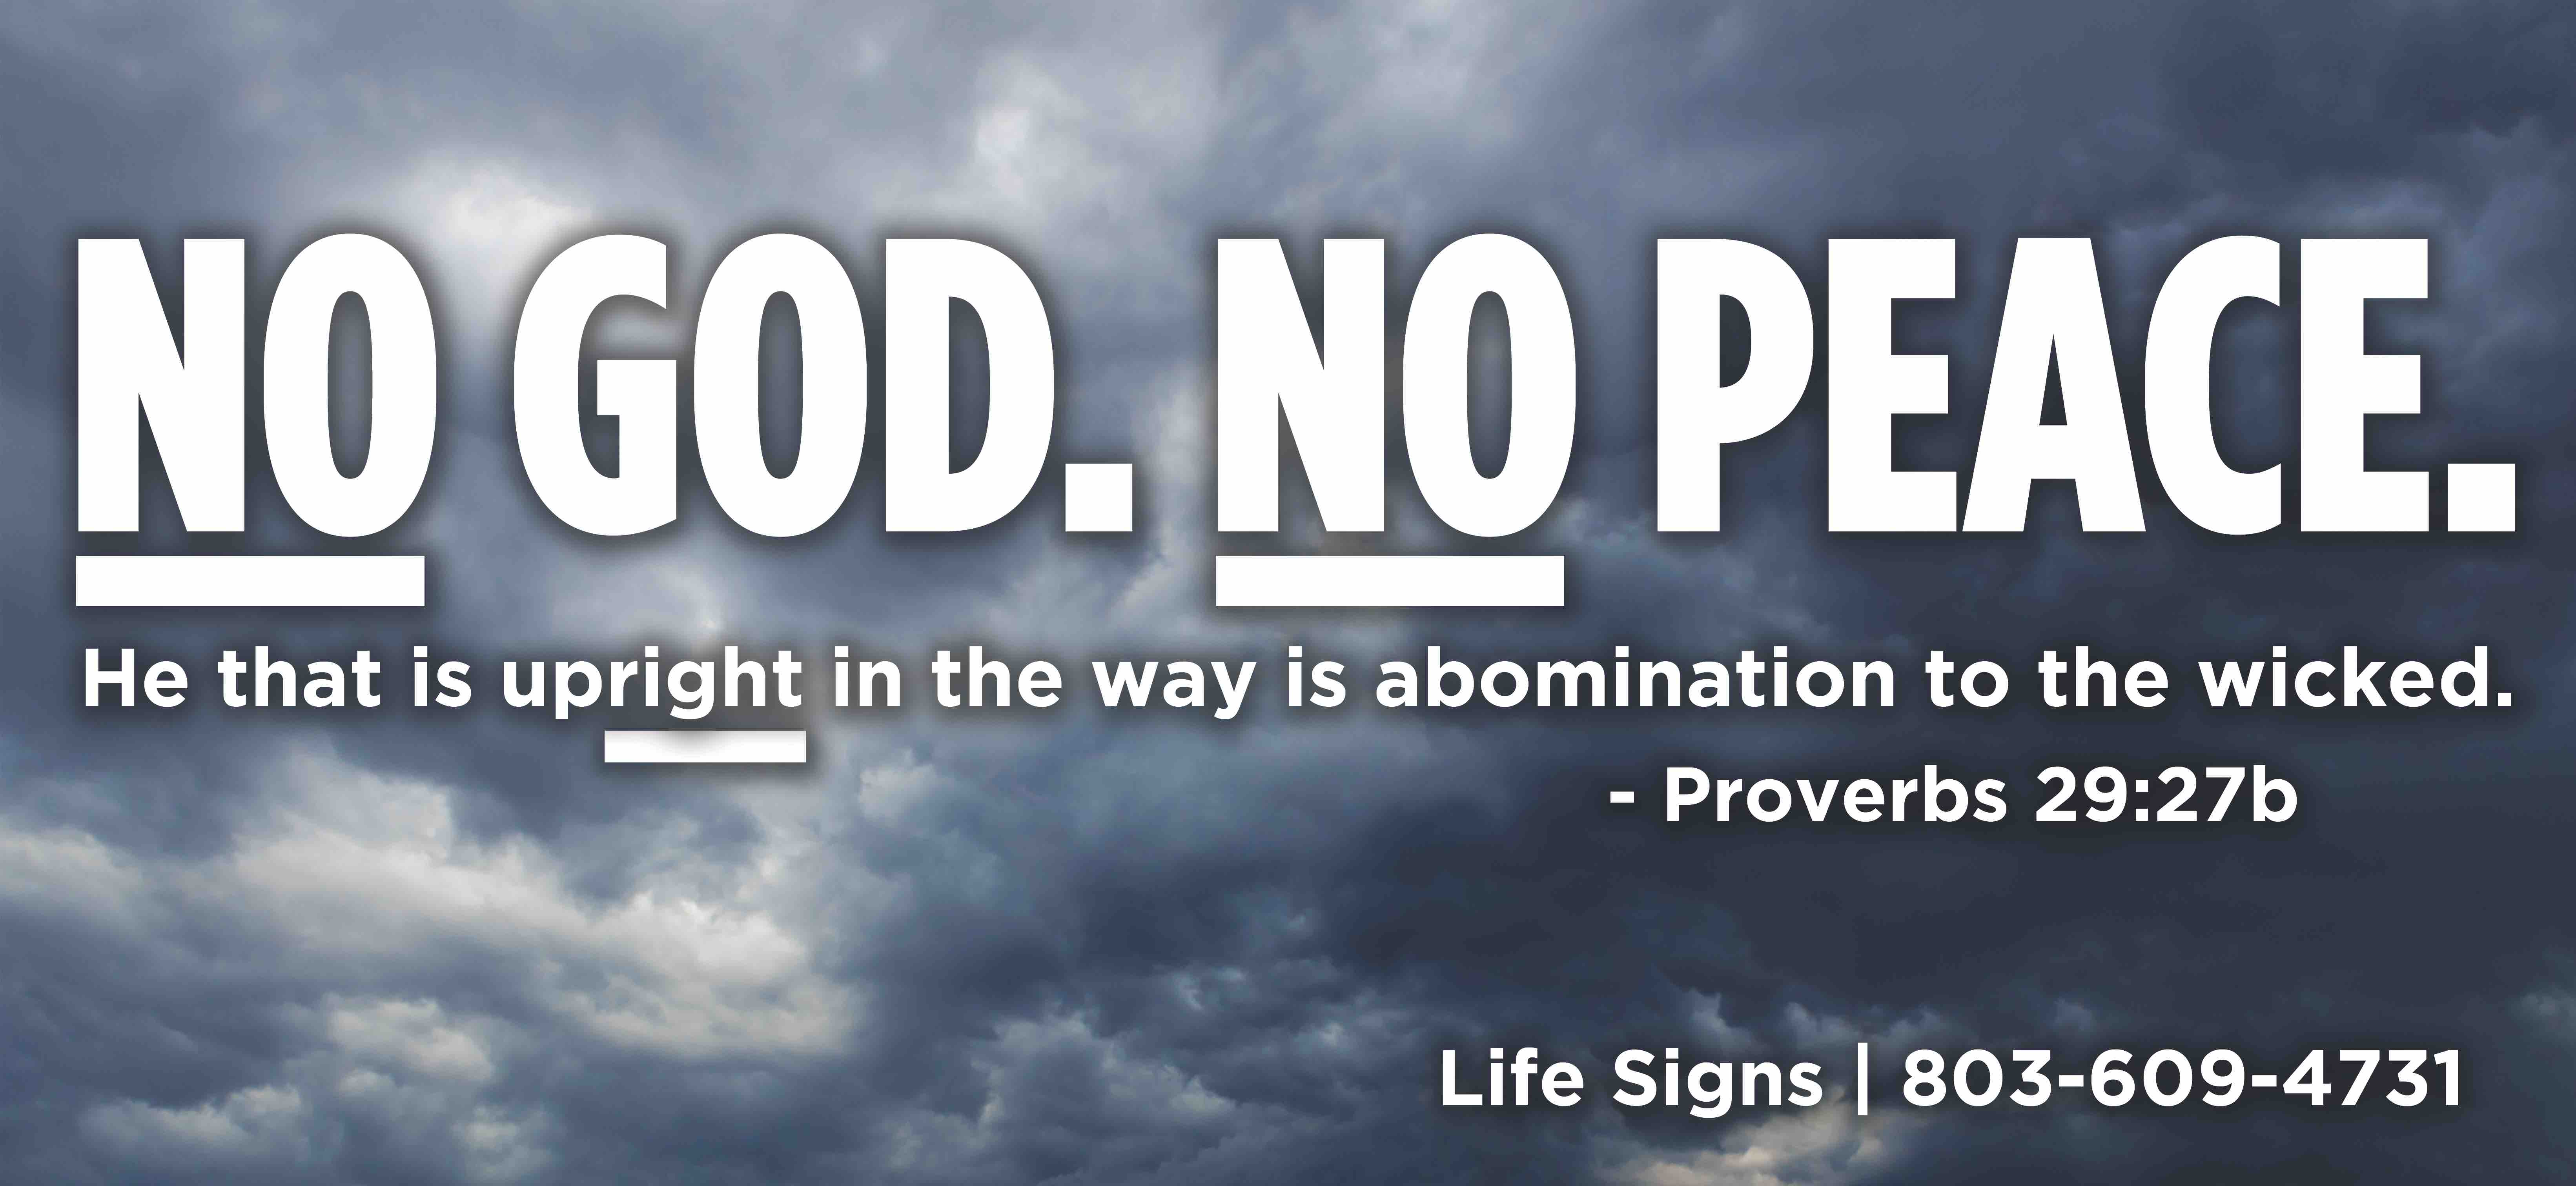 NO GOD. NO PEACE.
He that is upright in the way is abomination to the wicked.
- Proverbs 29:27b
Life Signs | 803-609-4731